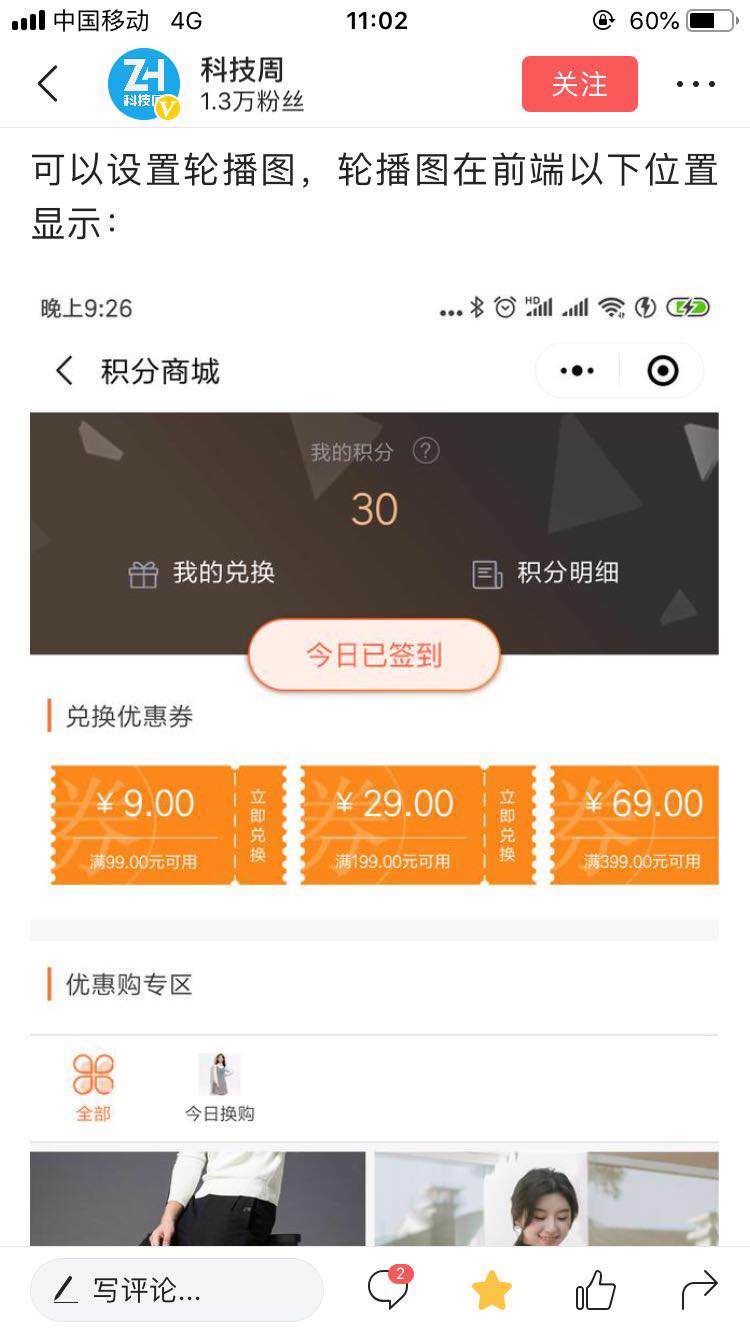 中国移动 4G 11:02 60%
ZH
科技周
科技周
1.3万粉丝
关注
可以设置轮播图，轮播图在前端以下位置
显示：
晚上9:26
HD
积分商城
我的积分 ?
30
我的兑换 积分明细
今日已签到
兑换优惠券
券 ¥9.00 立即兑换 券 ¥29.00 立即兑换 券 ¥69.00
满99.00元可用 满199.00元可用 满399.00元可用
优惠购专区
全部 今日换购
写评论... 2